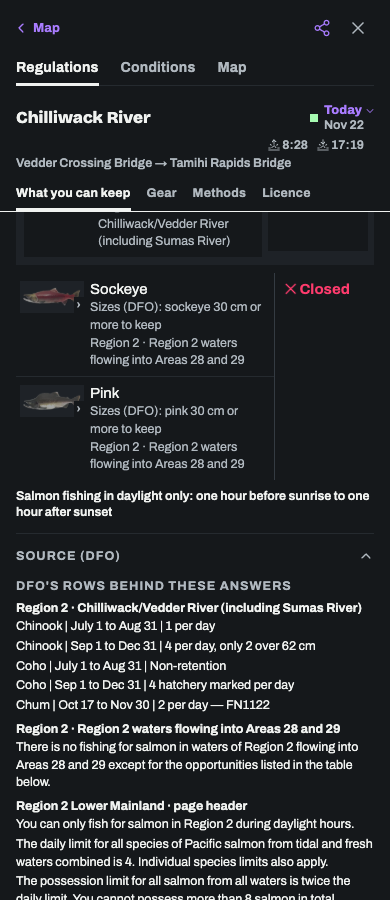 Map
Regulations Conditions Map
Chilliwack River
Today
Nov 22
8:28 17:19
Vedder Crossing Bridge → Tamihi Rapids Bridge
What you can keep Gear Methods Licence
Chilliwack/Vedder River
(including Sumas River)
Sockeye
Sizes (DFO): sockeye 30 cm or
more to keep
Region 2 · Region 2 waters
flowing into Areas 28 and 29
Closed
Pink
Sizes (DFO): pink 30 cm or
more to keep
Region 2 · Region 2 waters
flowing into Areas 28 and 29
Salmon fishing in daylight only: one hour before sunrise to one
hour after sunset
SOURCE (DFO)
DFO'S ROWS BEHIND THESE ANSWERS
Region 2 · Chilliwack/Vedder River (including Sumas River)
Chinook | July 1 to Aug 31 | 1 per day
Chinook | Sep 1 to Dec 31 | 4 per day, only 2 over 62 cm
Coho | July 1 to Aug 31 | Non-retention
Coho | Sep 1 to Dec 31 | 4 hatchery marked per day
Chum | Oct 17 to Nov 30 | 2 per day — FN1122
Region 2 · Region 2 waters flowing into Areas 28 and 29
There is no fishing for salmon in waters of Region 2 flowing into
Areas 28 and 29 except for the opportunities listed in the table
below.
Region 2 Lower Mainland · page header
You can only fish for salmon in Region 2 during daylight hours.
The daily limit for all species of Pacific salmon from tidal and fresh
waters combined is 4. Individual species limits also apply.
The possession limit for all salmon from all waters is twice the
daily limit. You cannot possess more than 8 salmon in total